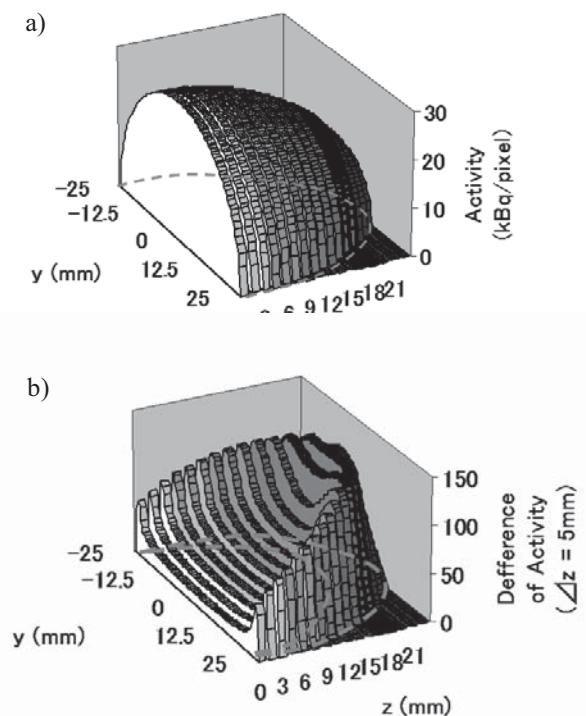 a)
30
20
10
0
Activity
(kBq/pixel)
-25
-12.5
0
12.5
25
y (mm)
6 9 12 15 18 21
b)
150
100
50
0
Defference
of Activity
(⊿z = 5mm)
-25
-12.5
0
12.5
25
y (mm)
0 3 6 9 12 15 18 21
z (mm)